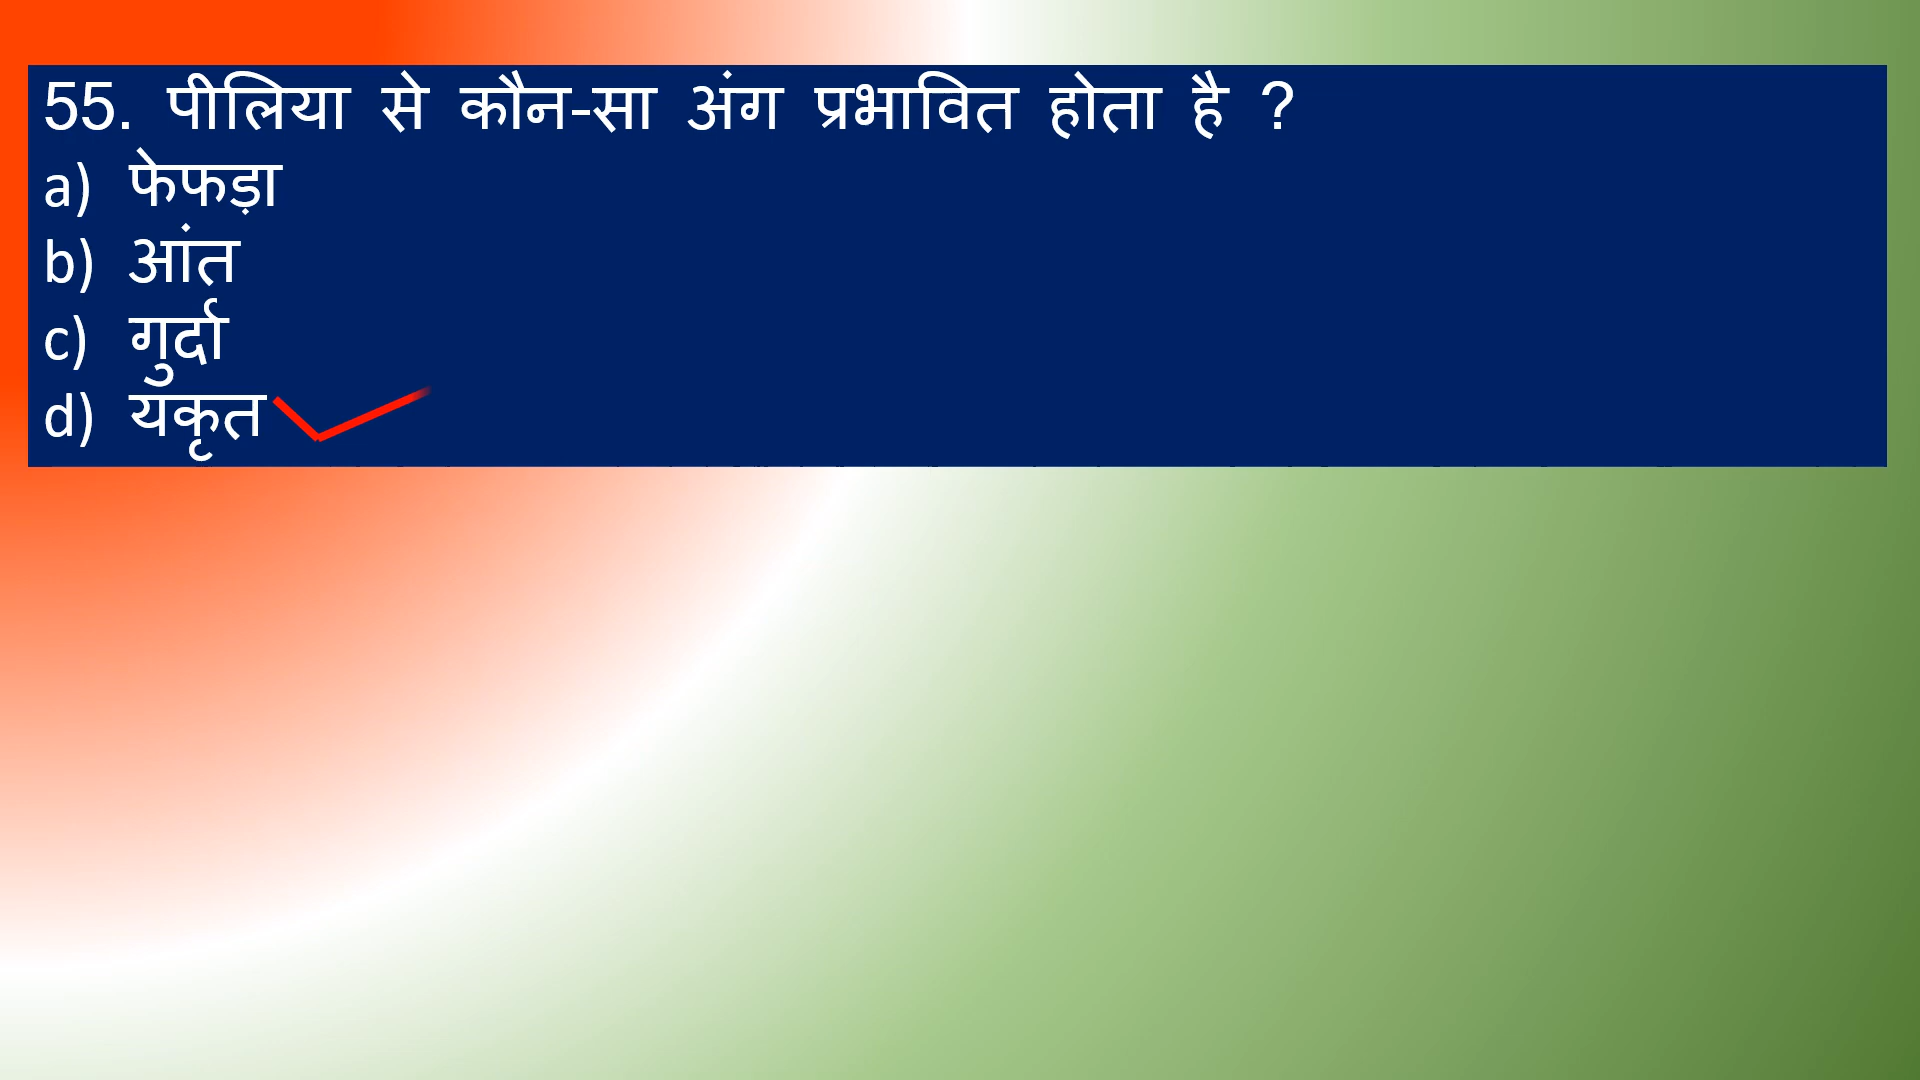 55. पीलिया से कौन-सा अंग प्रभावित होता है ?
a) फेफड़ा
b) आंत
c) गुर्दा
d) यकृत